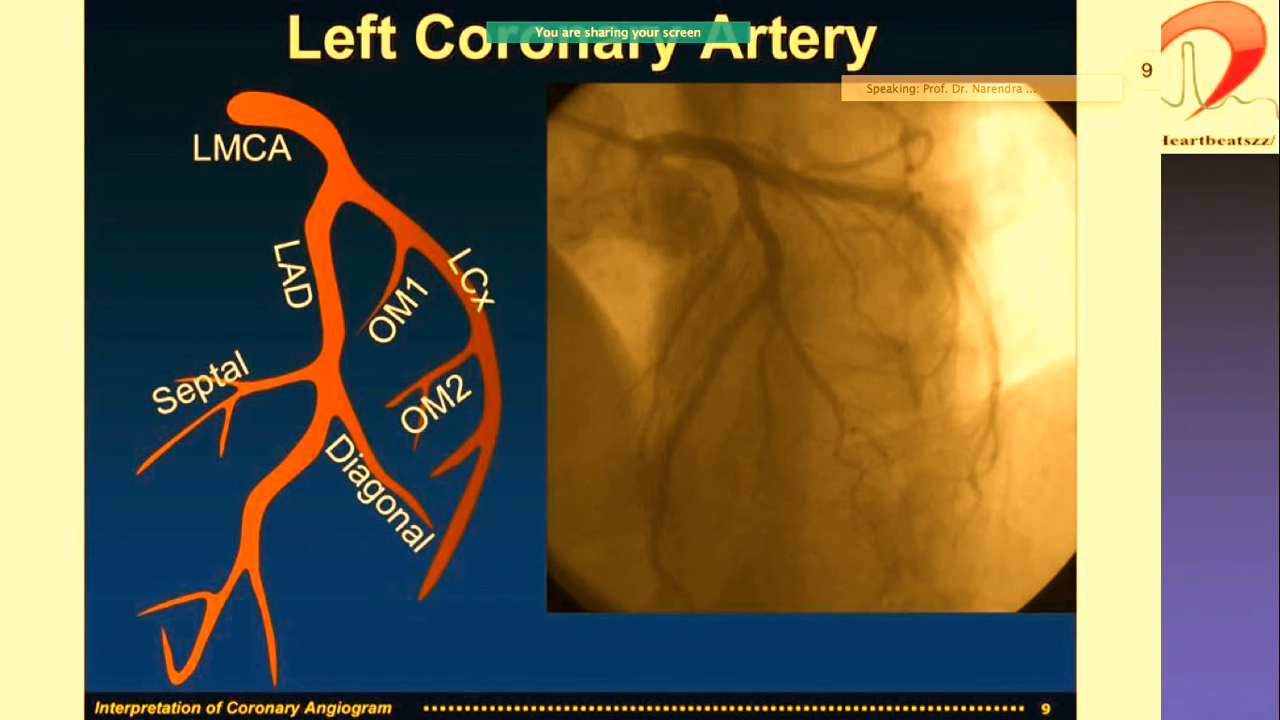 Left Coronary Artery
You are sharing your screen
Speaking: Prof. Dr. Narendra ...
9
Heartbeatszz/
LMCA
LAD
LCx
OM1
Septal
OM2
Diagonal
Interpretation of Coronary Angiogram
9